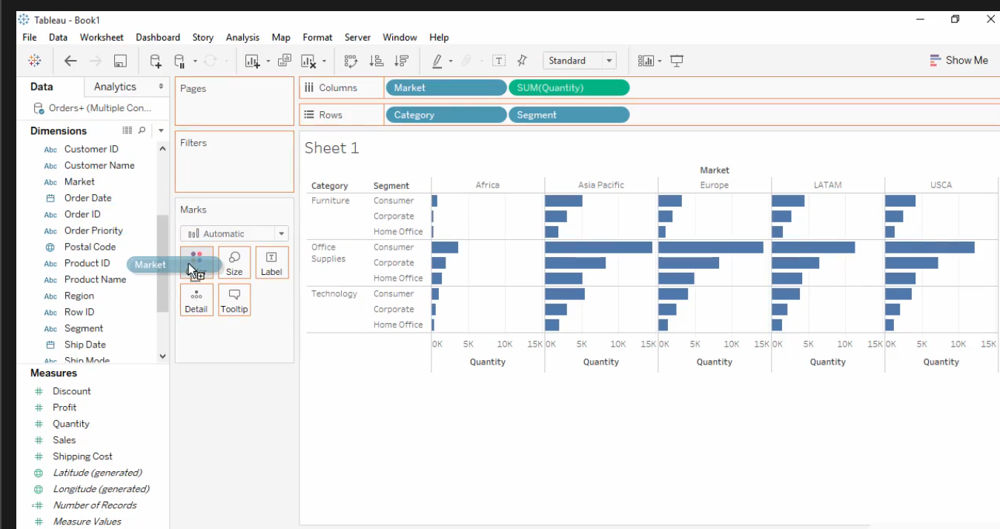 Tableau - Book1
File Data Worksheet Dashboard Story Analysis Map Format Server Window Help
Standard
Show Me
Data Analytics
Orders+ (Multiple Con...
Dimensions
Abc Customer ID
Abc Customer Name
Abc Market
Order Date
Abc Order ID
Abc Order Priority
Postal Code
Abc Product ID
Abc Product Name
Abc Region
Abc Row ID
Abc Segment
Ship Date
Abc Ship Mode
Measures
Discount
Profit
Quantity
Sales
Shipping Cost
Latitude (generated)
Longitude (generated)
Number of Records
Measure Values
Pages
Filters
Marks
Automatic
Market
Size Label
Detail Tooltip
Columns Market SUM(Quantity)
Rows Category Segment
Sheet 1
Market
Category Segment Africa Asia Pacific Europe LATAM USCA
Furniture Consumer
Corporate
Home Office
Office Supplies Consumer
Corporate
Home Office
Technology Consumer
Corporate
Home Office
0K 5K 10K 15K 0K 5K 10K 15K 0K 5K 10K 15K 0K 5K 10K 15K 0K 5K 10K 15K
Quantity Quantity Quantity Quantity Quantity